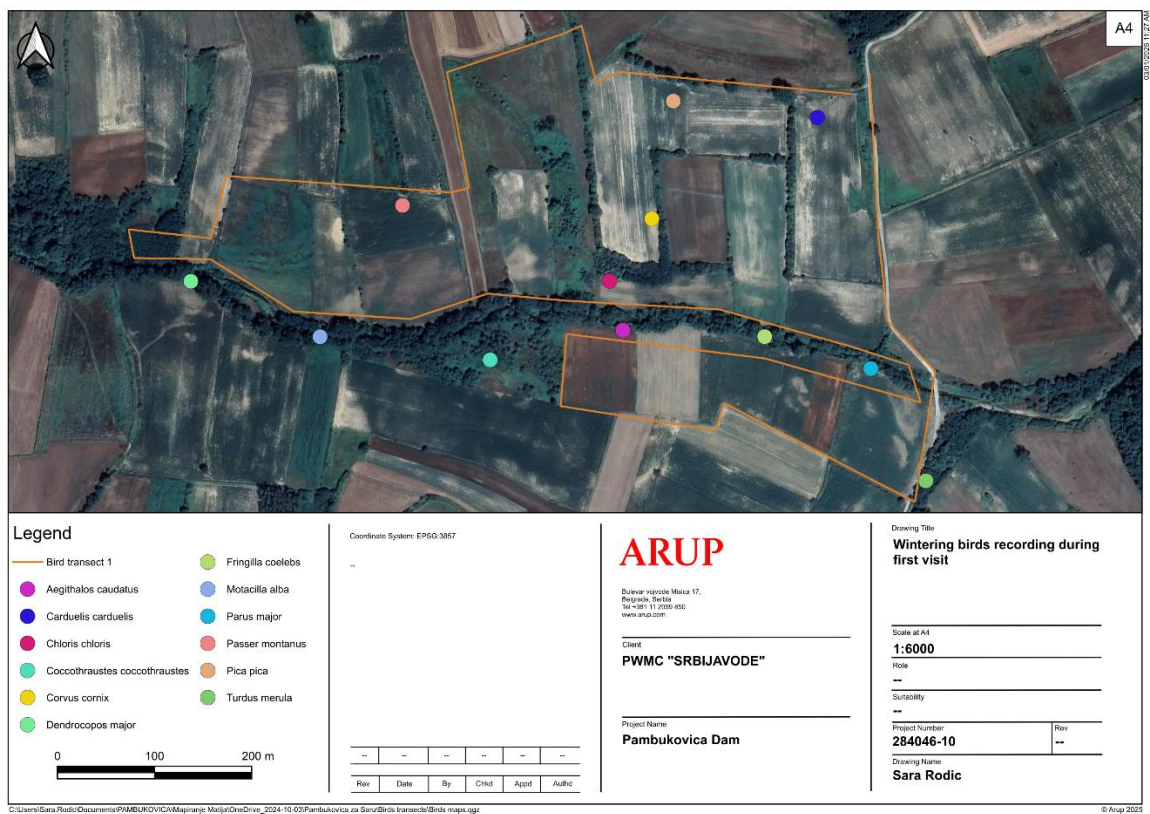 A4
03/01/2025 11:27 AM
Legend
Bird transect 1
Aegithalos caudatus
Carduelis carduelis
Chloris chloris
Coccothraustes coccothraustes
Corvus cornix
Dendrocopos major
Fringilla coelebs
Motacilla alba
Parus major
Passer montanus
Pica pica
Turdus merula
0 100 200 m
Coordinate System: EPSG:3857
--
-- -- -- -- -- --
Rev Date By Chkd Appd Authd
ARUP
Bulevar vojvode Misica 17,
Belgrade, Serbia
Tel +381 11 2099 850
www.arup.com
Client
PWMC "SRBIJAVODE"
Project Name
Pambukovica Dam
Drawing Title
Wintering birds recording during
first visit
Scale at A4
1:6000
Role
--
Suitability
--
Project Number
284046-10
Rev
--
Drawing Name
Sara Rodic
C:\Users\Sara.Rodic\Documents\PAMBUKOVICA\Mapiranje Matija\OneDrive_2024-10-03\Pambukovica za Saru\Birds transects\Birds maps.qgz
© Arup 2025